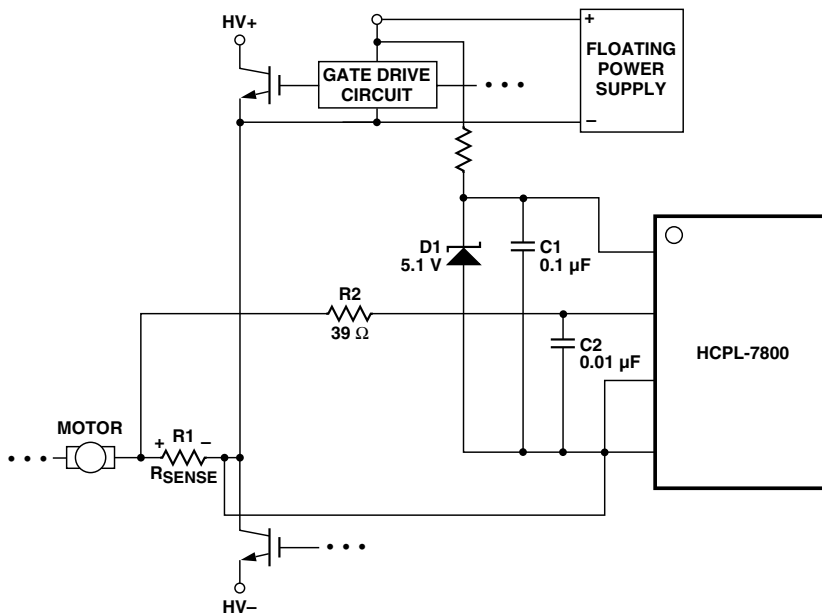 HV+
+
FLOATING
POWER
SUPPLY
GATE DRIVE
CIRCUIT
–
D1
5.1 V
C1
0.1 µF
R2
39 Ω
C2
0.01 µF
HCPL-7800
MOTOR
+ R1 –
RSENSE
HV–